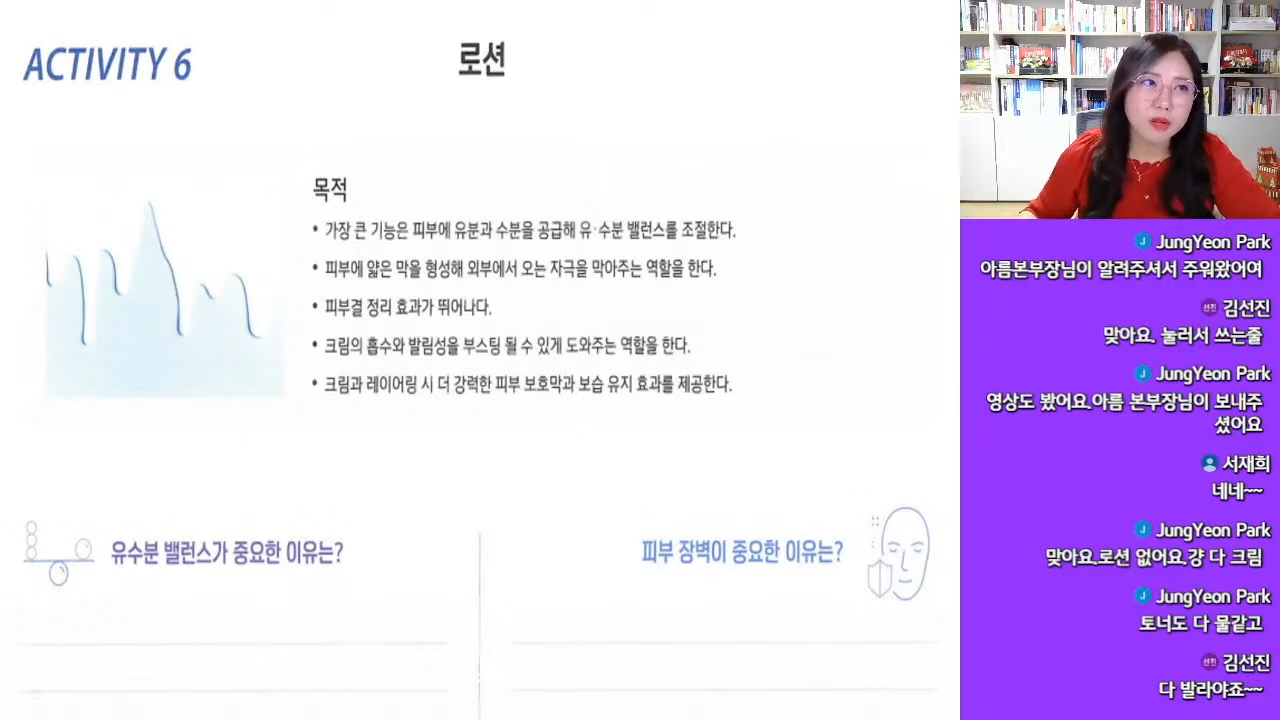 ACTIVITY 6
로션
목적
• 가장 큰 기능은 피부에 유분과 수분을 공급해 유·수분 밸런스를 조절한다.
• 피부에 얇은 막을 형성해 외부에서 오는 자극을 막아주는 역할을 한다.
• 피부결 정리 효과가 뛰어나다.
• 크림의 흡수와 발림성을 부스팅 될 수 있게 도와주는 역할을 한다.
• 크림과 레이어링 시 더 강력한 피부 보호막과 보습 유지 효과를 제공한다.
유수분 밸런스가 중요한 이유는?
피부 장벽이 중요한 이유는?
J JungYeon Park
아름본부장님이 알려주셔서 주워왔어여
선진 김선진
맞아요. 눌러서 쓰는줄
J JungYeon Park
영상도 봤어요.아름 본부장님이 보내주
셨어요
서재희
네네~~
J JungYeon Park
맞아요.로션 없어요.걍 다 크림
J JungYeon Park
토너도 다 물같고
선진 김선진
다 발라야죠~~